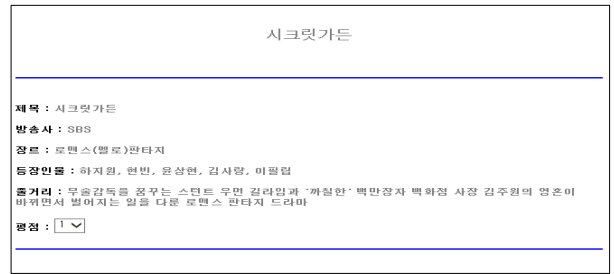 시크릿가든
제목 : 시크릿가든
방송사 : SBS
장르 : 로맨스(멜로)판타지
등장인물 : 하지원, 현빈, 윤상현, 김사랑, 이필립
줄거리 : 무술감독을 꿈꾸는 스턴트 우먼 길라임과 '까칠한' 백만장자 백화점 사장 김주원의 영혼이
바뀌면서 벌어지는 일을 다룬 로맨스 판타지 드라마
평점 : 1